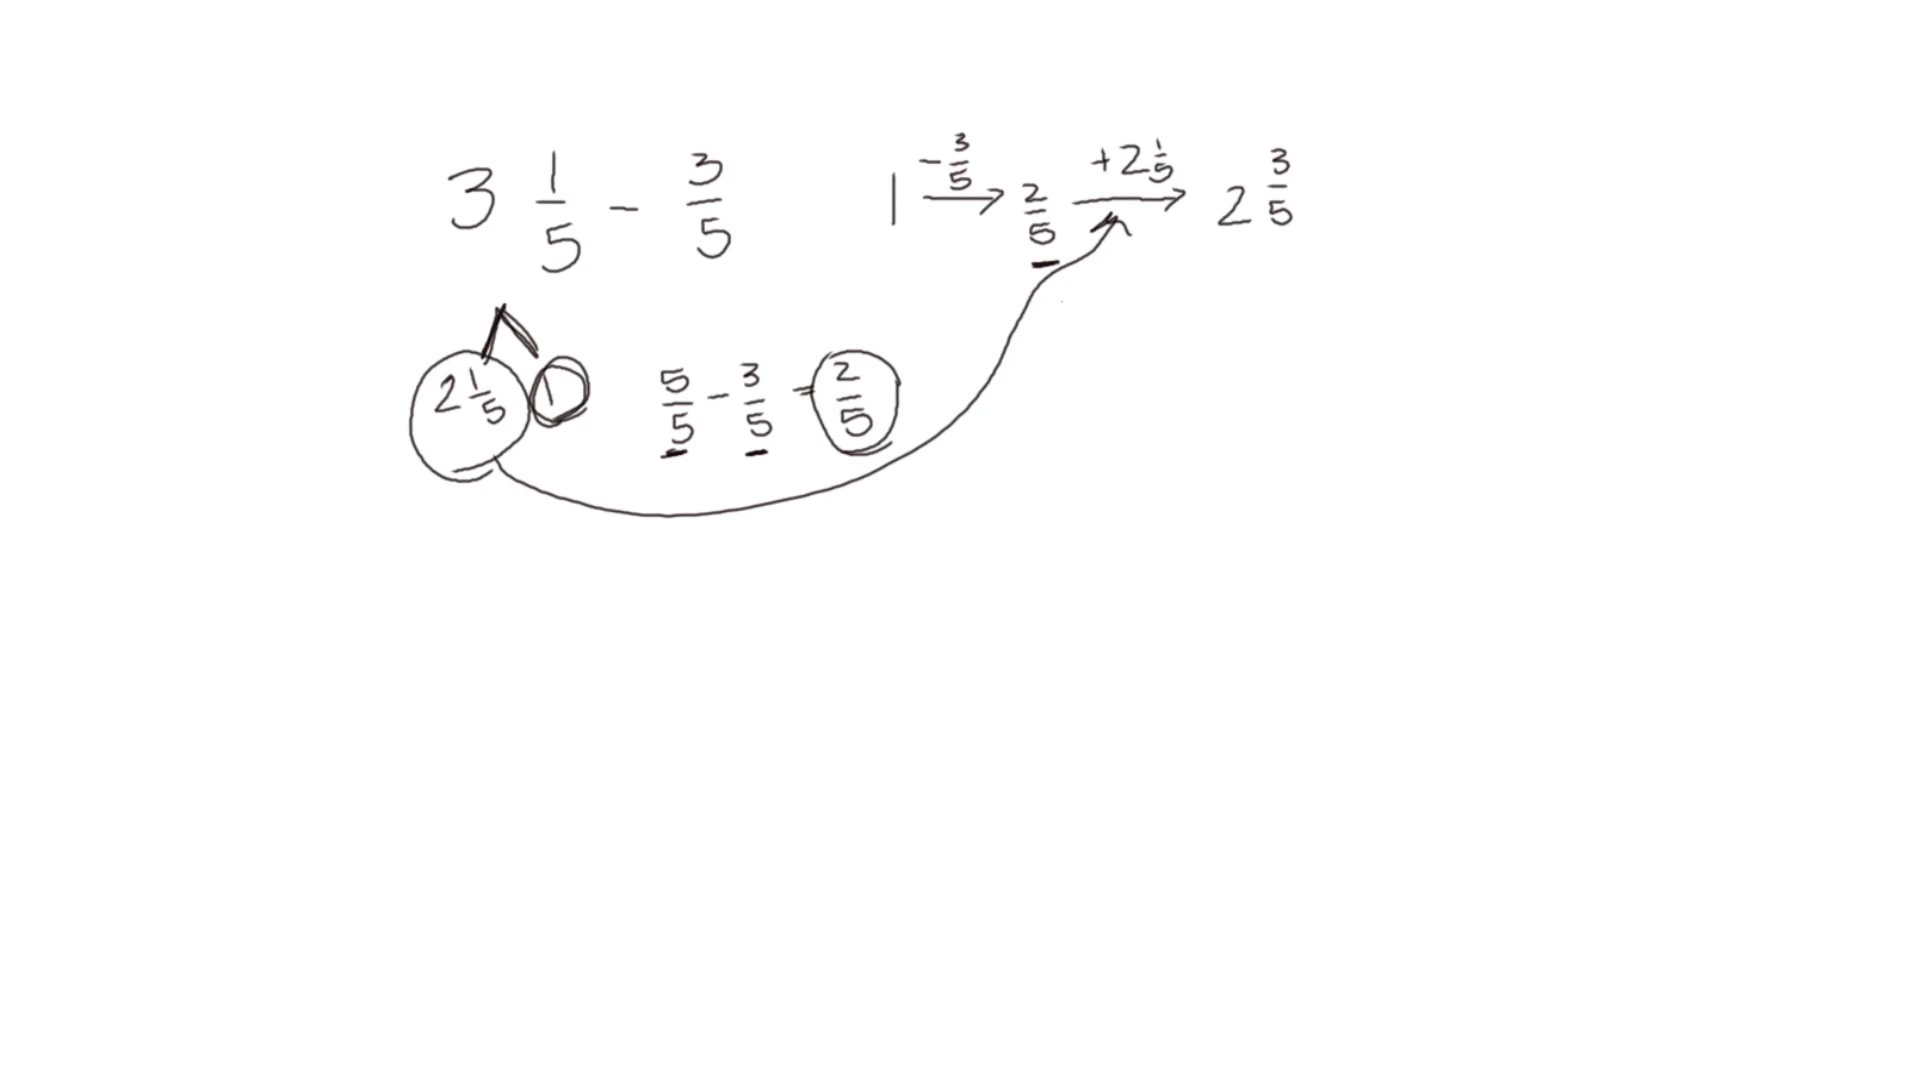 3 1/5 - 3/5
1 -3/5 → 2/5 +2 1/5 → 2 3/5
2 1/5 1
5/5 - 3/5 = 2/5